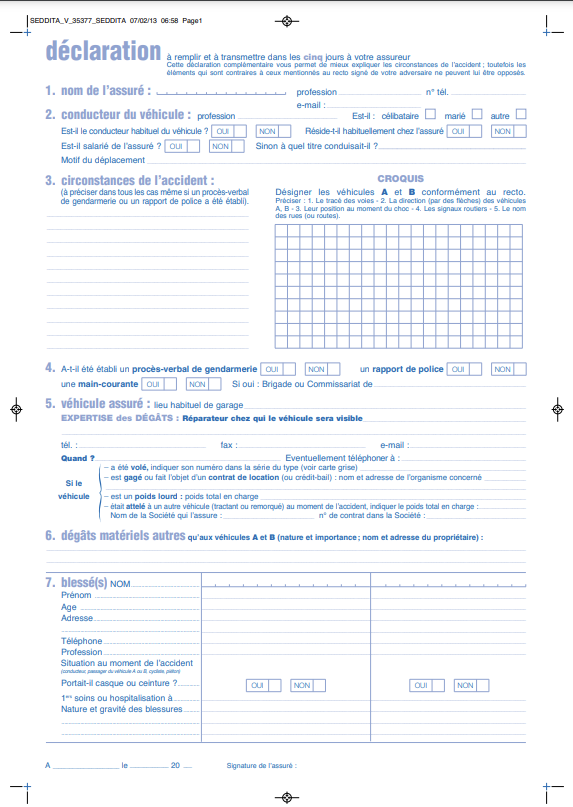 SEDDITA_V_35377_SEDDITA 07/02/13 06:58 Page1
déclaration à remplir et à transmettre dans les cinq jours à votre assureur
Cette déclaration complémentaire vous permet de mieux expliquer les circonstances de l'accident ; toutefois les
éléments qui sont contraires à ceux mentionnés au recto signé de votre adversaire ne peuvent lui être opposés.
1. nom de l'assuré : profession n° tél.
e-mail :
2. conducteur du véhicule : profession Est-il : célibataire marié autre
Est-il le conducteur habituel du véhicule ? OUI NON Réside-t-il habituellement chez l'assuré OUI NON
Est-il salarié de l'assuré ? OUI NON Sinon à quel titre conduisait-il ?
Motif du déplacement
3. circonstances de l'accident :
(à préciser dans tous les cas même si un procès-verbal
de gendarmerie ou un rapport de police a été établi).
CROQUIS
Désigner les véhicules A et B conformément au recto.
Préciser : 1. Le tracé des voies - 2. La direction (par des flèches) des véhicules
A, B - 3. Leur position au moment du choc - 4. Les signaux routiers - 5. Le nom
des rues (ou routes).
4. A-t-il été établi un procès-verbal de gendarmerie OUI NON un rapport de police OUI NON
une main-courante OUI NON Si oui : Brigade ou Commissariat de
5. véhicule assuré : lieu habituel de garage
EXPERTISE des DÉGÂTS : Réparateur chez qui le véhicule sera visible
tél. : fax : e-mail :
Quand ? Eventuellement téléphoner à :
Si le
véhicule
– a été volé, indiquer son numéro dans la série du type (voir carte grise)
– est gagé ou fait l'objet d'un contrat de location (ou crédit-bail) : nom et adresse de l'organisme concerné
– est un poids lourd : poids total en charge
– était attelé à un autre véhicule (tractant ou remorqué) au moment de l'accident, indiquer le poids total en charge :
Nom de la Société qui l'assure : n° de contrat dans la Société :
6. dégâts matériels autres qu'aux véhicules A et B (nature et importance ; nom et adresse du propriétaire) :
7. blessé(s) NOM
Prénom
Age
Adresse
Téléphone
Profession
Situation au moment de l'accident
(conducteur, passager du véhicule A ou B, cycliste, piéton)
Portait-il casque ou ceinture ? OUI NON OUI NON
1ers soins ou hospitalisation à
Nature et gravité des blessures
A le 20 Signature de l'assuré :